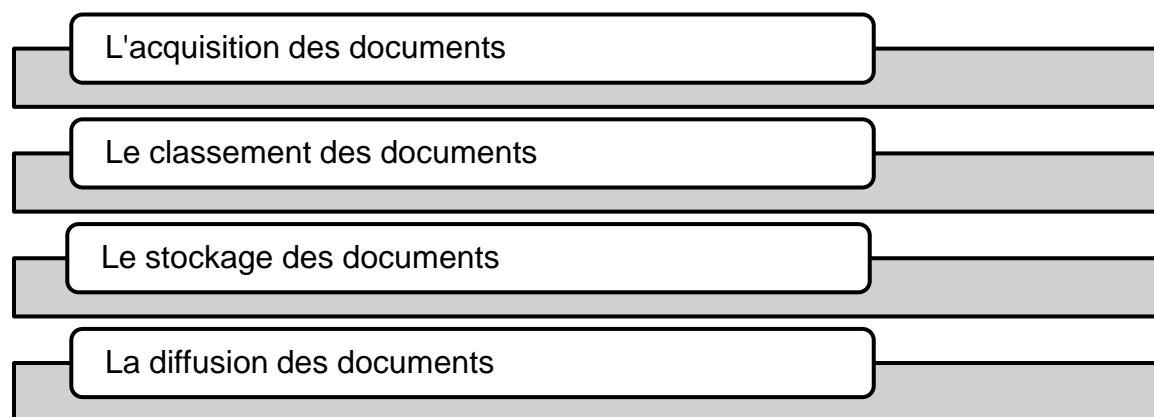 L'acquisition des documents
Le classement des documents
Le stockage des documents
La diffusion des documents